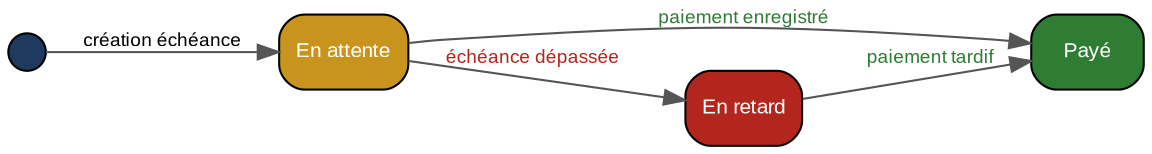 création échéance
En attente
paiement enregistré
échéance dépassée
En retard
paiement tardif
Payé